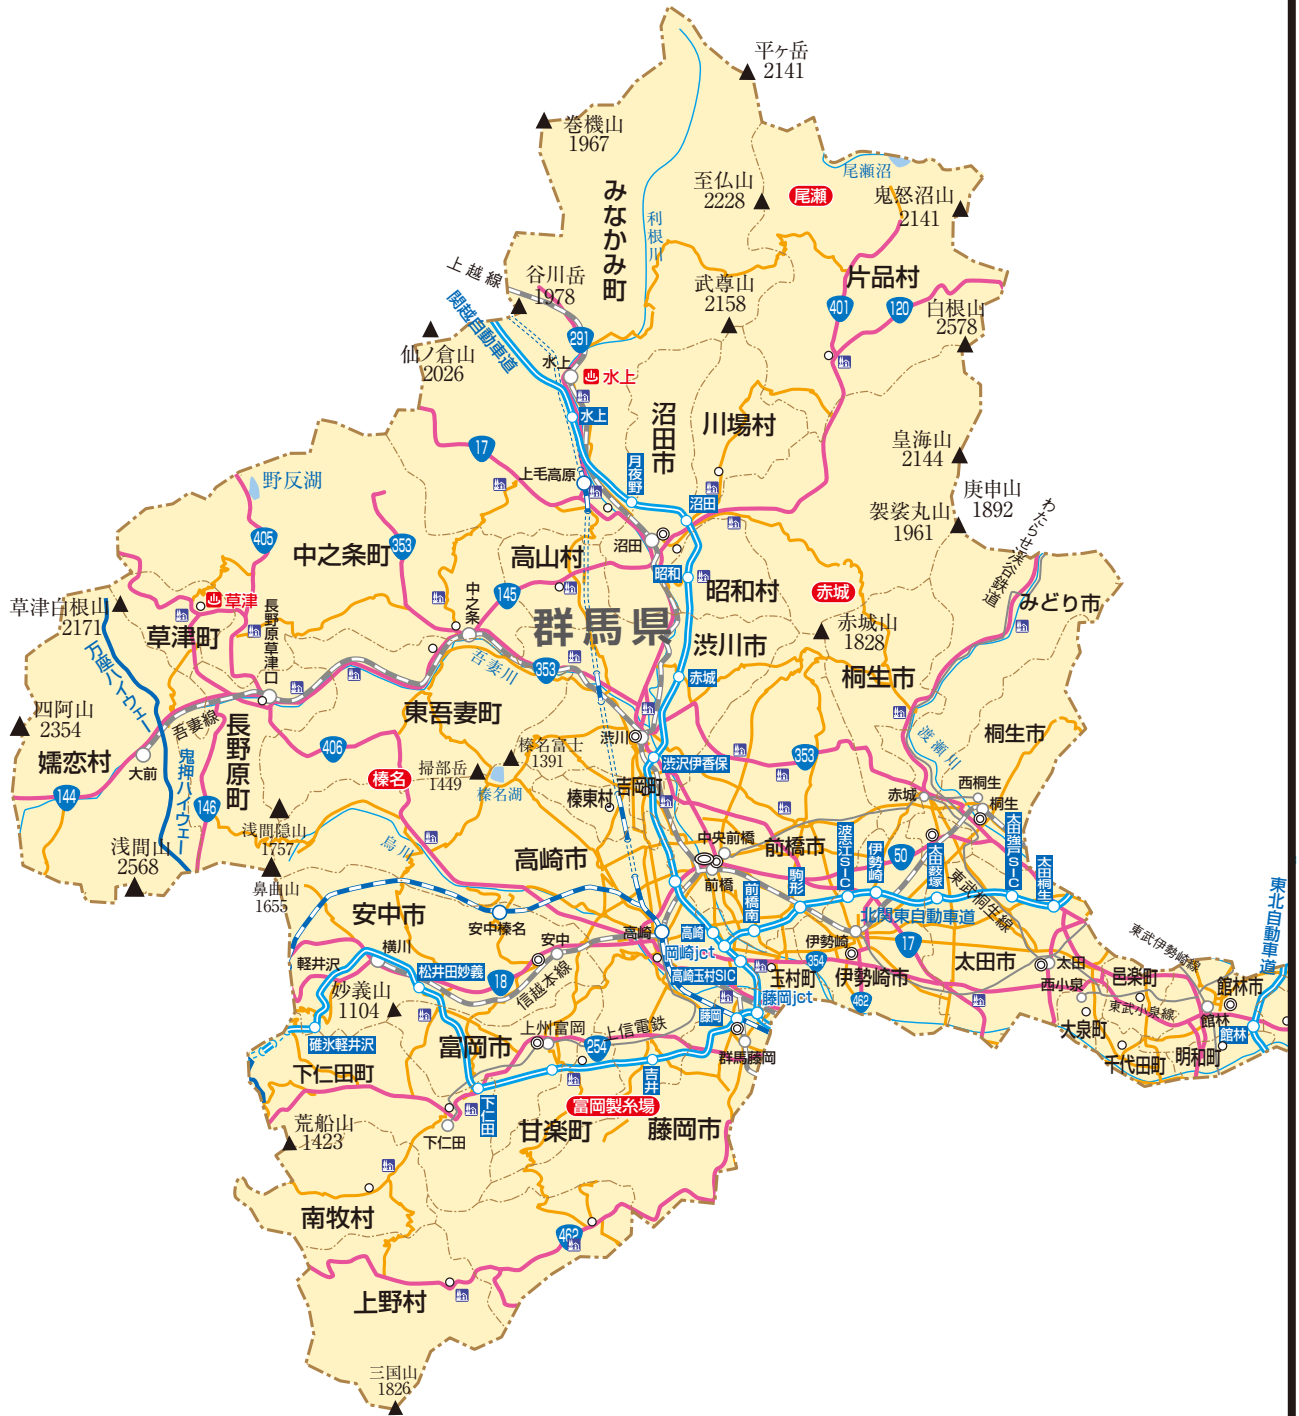 平ヶ岳
2141
巻機山
1967
至仏山
2228
尾瀬
尾瀬沼
鬼怒沼山
2141
みなかみ町
利根川
上越線
谷川岳
1978
武尊山
2158
片品村
401
120
白根山
2578
関越自動車道
仙ノ倉山
2026
291
水上
水上
水上
沼田市
川場村
皇海山
2144
17
上毛高原
月夜野
沼田
庚申山
1892
袈裟丸山
1961
わたらせ渓谷鉄道
野反湖
405
中之条町
353
高山村
沼田
昭和
昭和村
145
赤城
みどり市
草津白根山
2171
草津
草津町
長野原草津口
中之条
群馬県
渋川市
赤城山
1828
万座ハイウェー
吾妻川
353
赤城
桐生市
四阿山
2354
吾妻線
長野原町
東吾妻町
406
嬬恋村
大前
鬼押ハイウェー
榛名
掃部岳
1449
榛名富士
1391
榛名湖
渋川
渋沢伊香保
353
渡瀬川
桐生市
西桐生
144
146
榛東村
吉岡町
赤城
桐生
浅間隠山
1757
浅間山
2568
烏川
鼻曲山
1655
高崎市
中央前橋
前橋市
前橋
波志江SIC
伊勢崎
50
太田藪塚
太田強戸SIC
太田桐生
駒形
前橋南
東武桐生線
北関東自動車道
東北自動車道
安中市
安中榛名
高崎
高崎
岡崎jct
伊勢崎
17
東武伊勢崎線
横川
軽井沢
松井田妙義
安中
18
信越本線
高崎玉村SIC
玉村町
354
伊勢崎市
太田市
太田
邑楽町
館林市
妙義山
1104
藤岡jct
462
西小泉
東武小泉線
館林
館林
碓氷軽井沢
富岡市
上州富岡
上信電鉄
藤岡
254
群馬藤岡
大泉町
千代田町
明和町
下仁田町
吉井
下仁田
富岡製糸場
荒船山
1423
下仁田
甘楽町
藤岡市
南牧村
462
上野村
三国山
1826